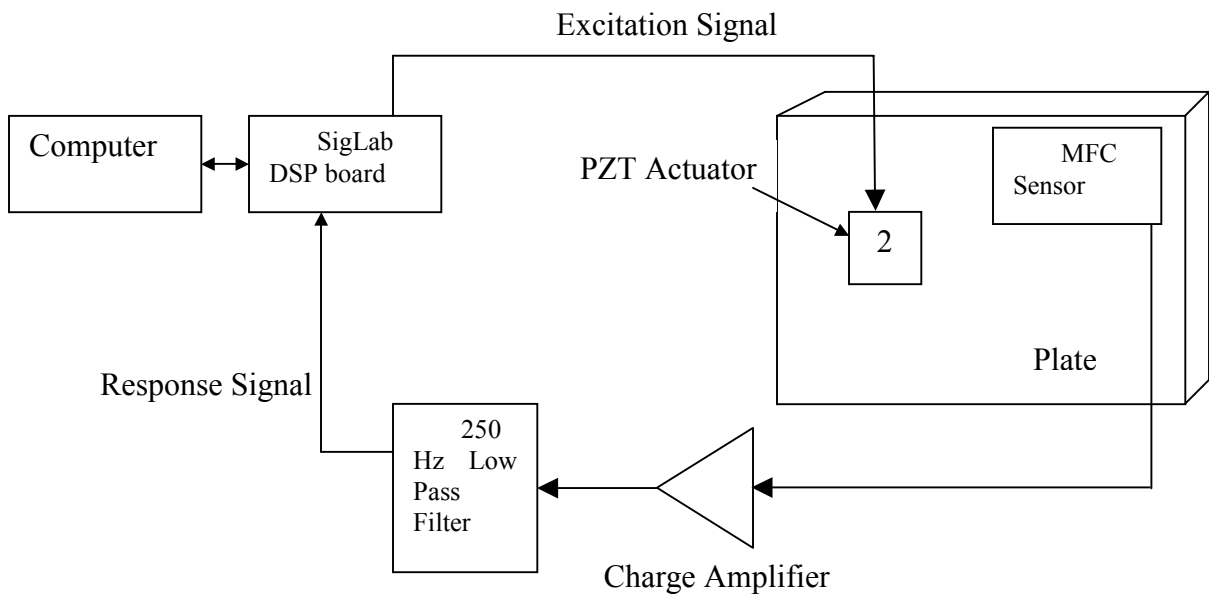 Excitation Signal
Computer
SigLab
DSP board
PZT Actuator
MFC
Sensor
2
Plate
Response Signal
250
Hz Low
Pass
Filter
Charge Amplifier